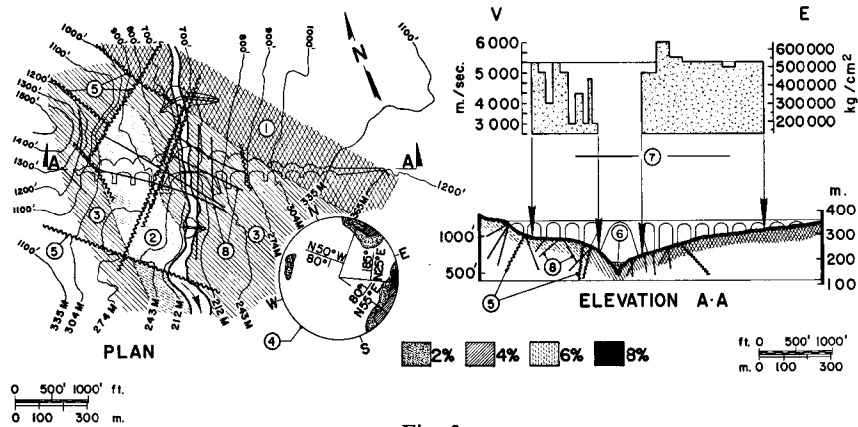 1000'
900'
800'
700'
700'
800'
900'
1000'
1100'
1100'
1200'
1300'
1500'
1400'
1300'
1200'
1100'
1100'
1200'
N
A
A
1
2
3
3
5
5
8
4
335 M
304 M
274 M
243 M
212 M
212 M
243 M
274 M
304 M
335 M
365 M
N
E
S
W
N50°W
80°
85°
N25°E
80°
N55°E
PLAN
0 500' 1000' ft.
0 100 300 m.
V E
m./sec.
6000
5000
4000
3000
kg/cm2
600000
500000
400000
300000
200000
7
m.
400
300
200
100
1000'
500'
6
5
8
ELEVATION A-A
2% 4% 6% 8%
ft. 0 500' 1000'
m. 0 100 300